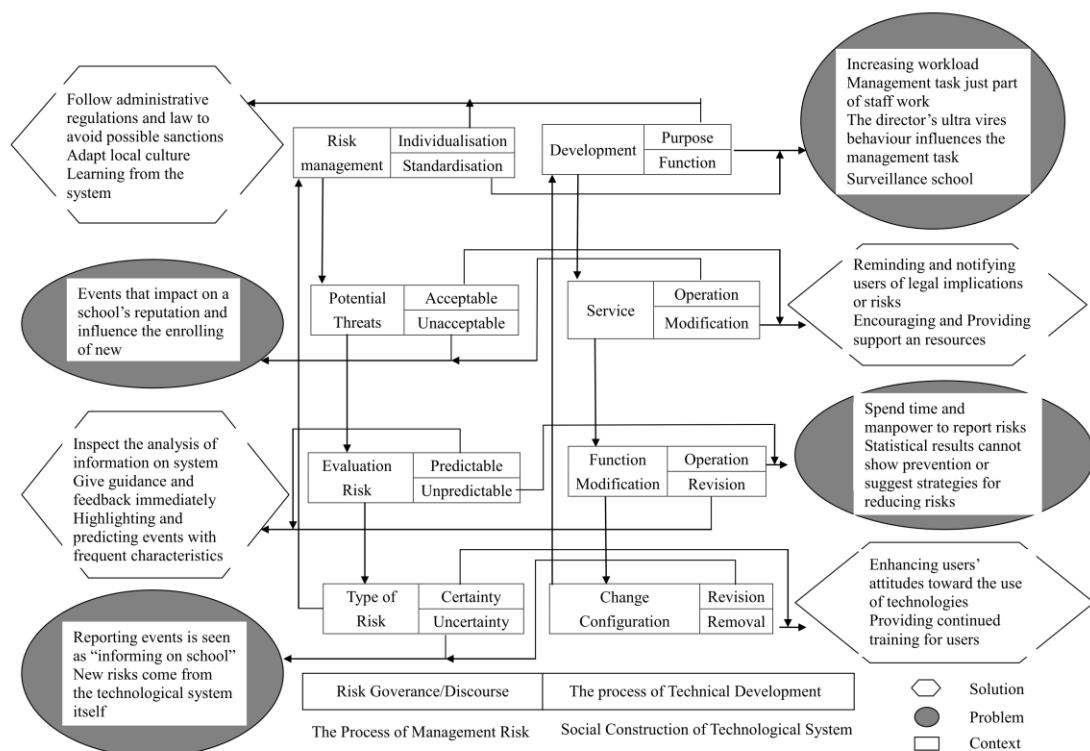 Follow administrative
regulations and law to
avoid possible sanctions
Adapt local culture
Learning from the
system
Risk
management
Individualisation
Standardisation
Development
Purpose
Function
Increasing workload
Management task just part
of staff work
The director's ultra vires
behaviour influences the
management task
Surveillance school
Events that impact on a
school's reputation and
influence the enrolling
of new
Potential
Threats
Acceptable
Unacceptable
Service
Operation
Modification
Reminding and notifying
users of legal implications
or risks
Encouraging and Providing
support an resources
Inspect the analysis of
information on system
Give guidance and
feedback immediately
Highlighting and
predicting events with
frequent characteristics
Evaluation
Risk
Predictable
Unpredictable
Function
Modification
Operation
Revision
Spend time and
manpower to report risks
Statistical results cannot
show prevention or
suggest strategies for
reducing risks
Reporting events is seen
as “informing on school”
New risks come from
the technological system
itself
Type of
Risk
Certainty
Uncertainty
Change
Configuration
Revision
Removal
Enhancing users'
attitudes toward the use
of technologies
Providing continued
training for users
Risk Goverance/Discourse
The process of Technical Development
The Process of Management Risk
Social Construction of Technological System
Solution
Problem
Context